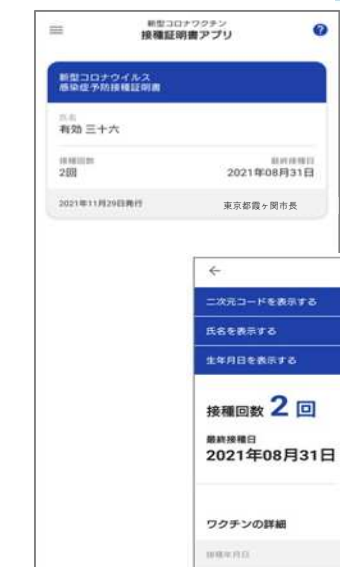 新型コロナワクチン
接種証明書アプリ
?
新型コロナウイルス
感染症予防接種証明書
氏名
有効 三十六
接種回数
2回
最終接種日
2021年08月31日
2021年11月29日発行
東京都霞ヶ関市長
←
二次元コードを表示する
氏名を表示する
生年月日を表示する
接種回数 2 回
最終接種日
2021年08月31日
ワクチンの詳細
接種年月日